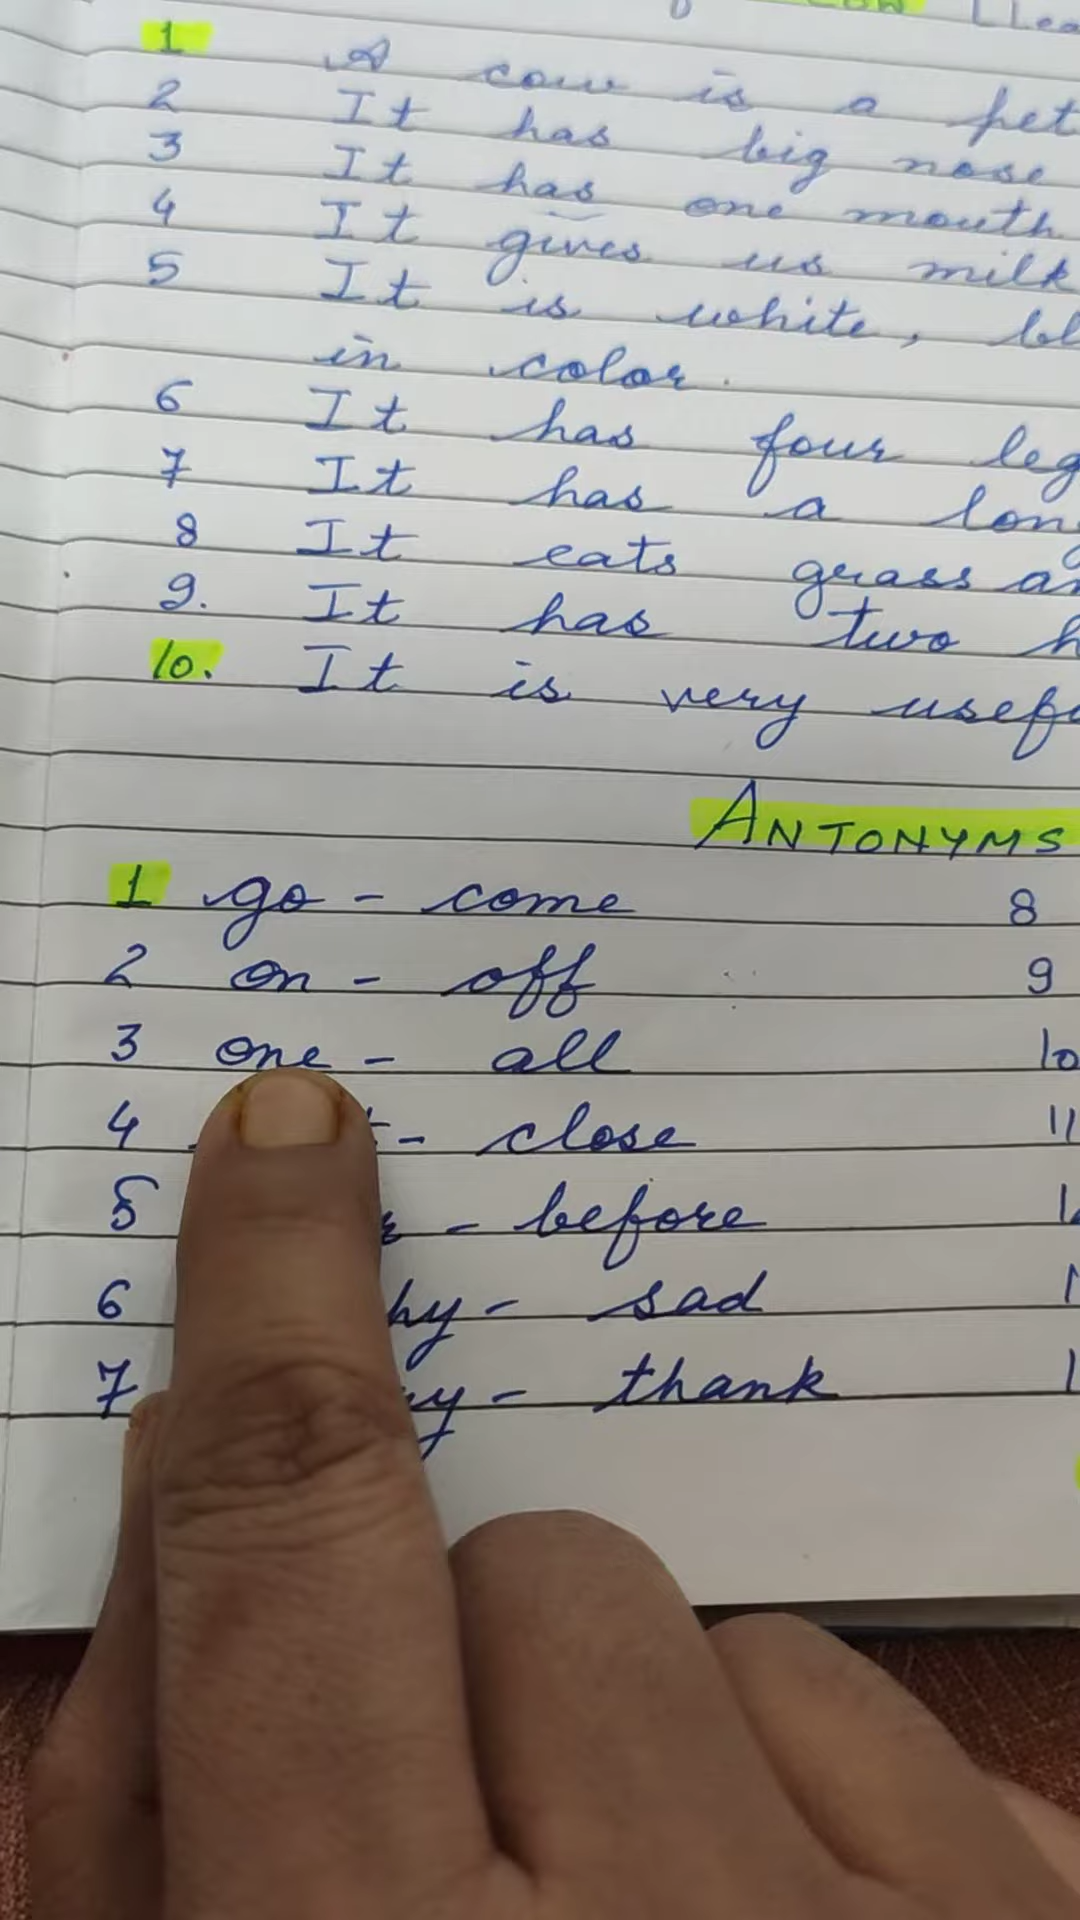 1 A cow is a pet
2 It has big nose
3 It has one mouth
4 It gives us milk
5 It is white,
in color.
6 It has four
7 It has a
8 It eats grass
9. It has two
10. It is very
ANTONYMS
1 go - come 8
2 on - off 9
3 one - all 10
4 - close 11
5 - before
6 - sad
7 - thank